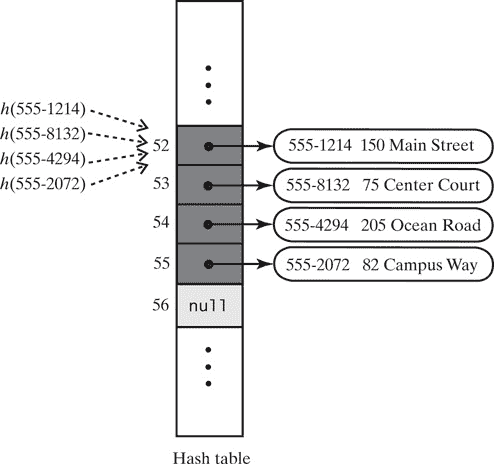 h(555-1214)
h(555-8132)
h(555-4294)
h(555-2072)
52
555-1214 150 Main Street
53
555-8132 75 Center Court
54
555-4294 205 Ocean Road
55
555-2072 82 Campus Way
56
null
Hash table